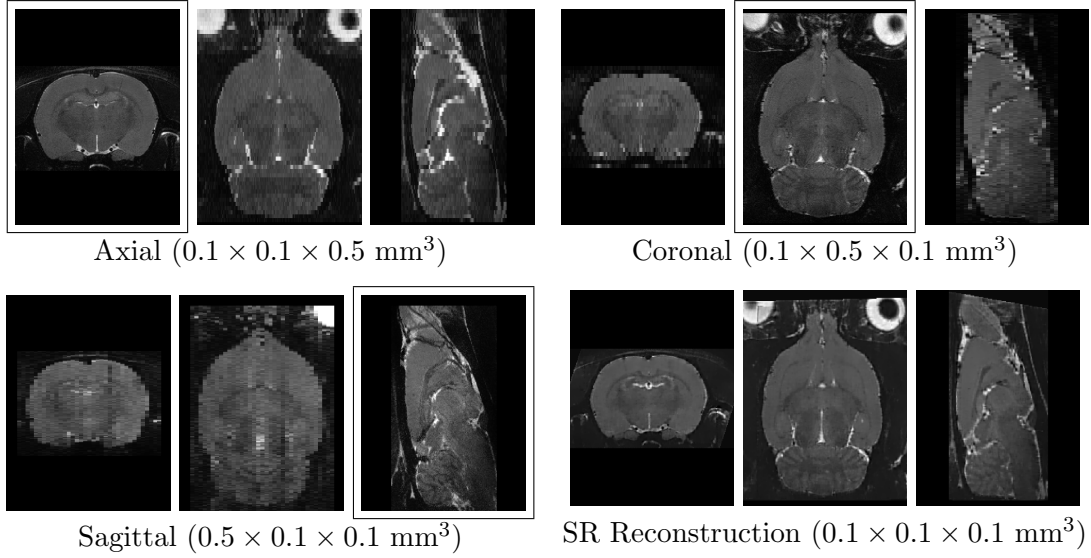 Axial (0.1 × 0.1 × 0.5 mm³)
Coronal (0.1 × 0.5 × 0.1 mm³)
Sagittal (0.5 × 0.1 × 0.1 mm³)
SR Reconstruction (0.1 × 0.1 × 0.1 mm³)